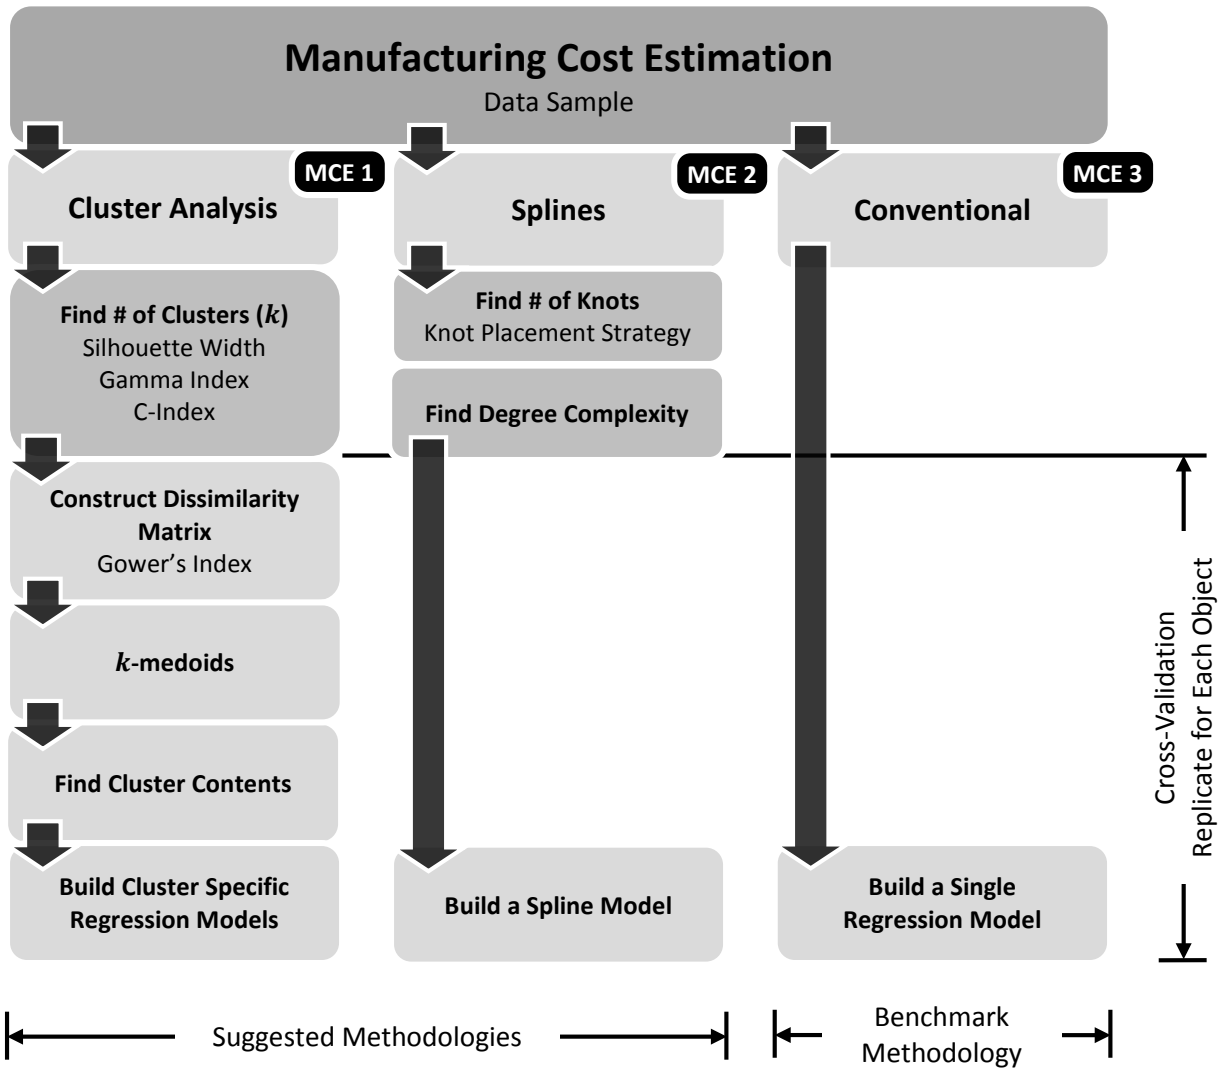 Manufacturing Cost Estimation
Data Sample
MCE 1
Cluster Analysis
Find # of Clusters (k)
Silhouette Width
Gamma Index
C-Index
Construct Dissimilarity
Matrix
Gower’s Index
k-medoids
Find Cluster Contents
Build Cluster Specific
Regression Models
MCE 2
Splines
Find # of Knots
Knot Placement Strategy
Find Degree Complexity
Build a Spline Model
MCE 3
Conventional
Build a Single
Regression Model
Cross-Validation
Replicate for Each Object
Suggested Methodologies
Benchmark
Methodology